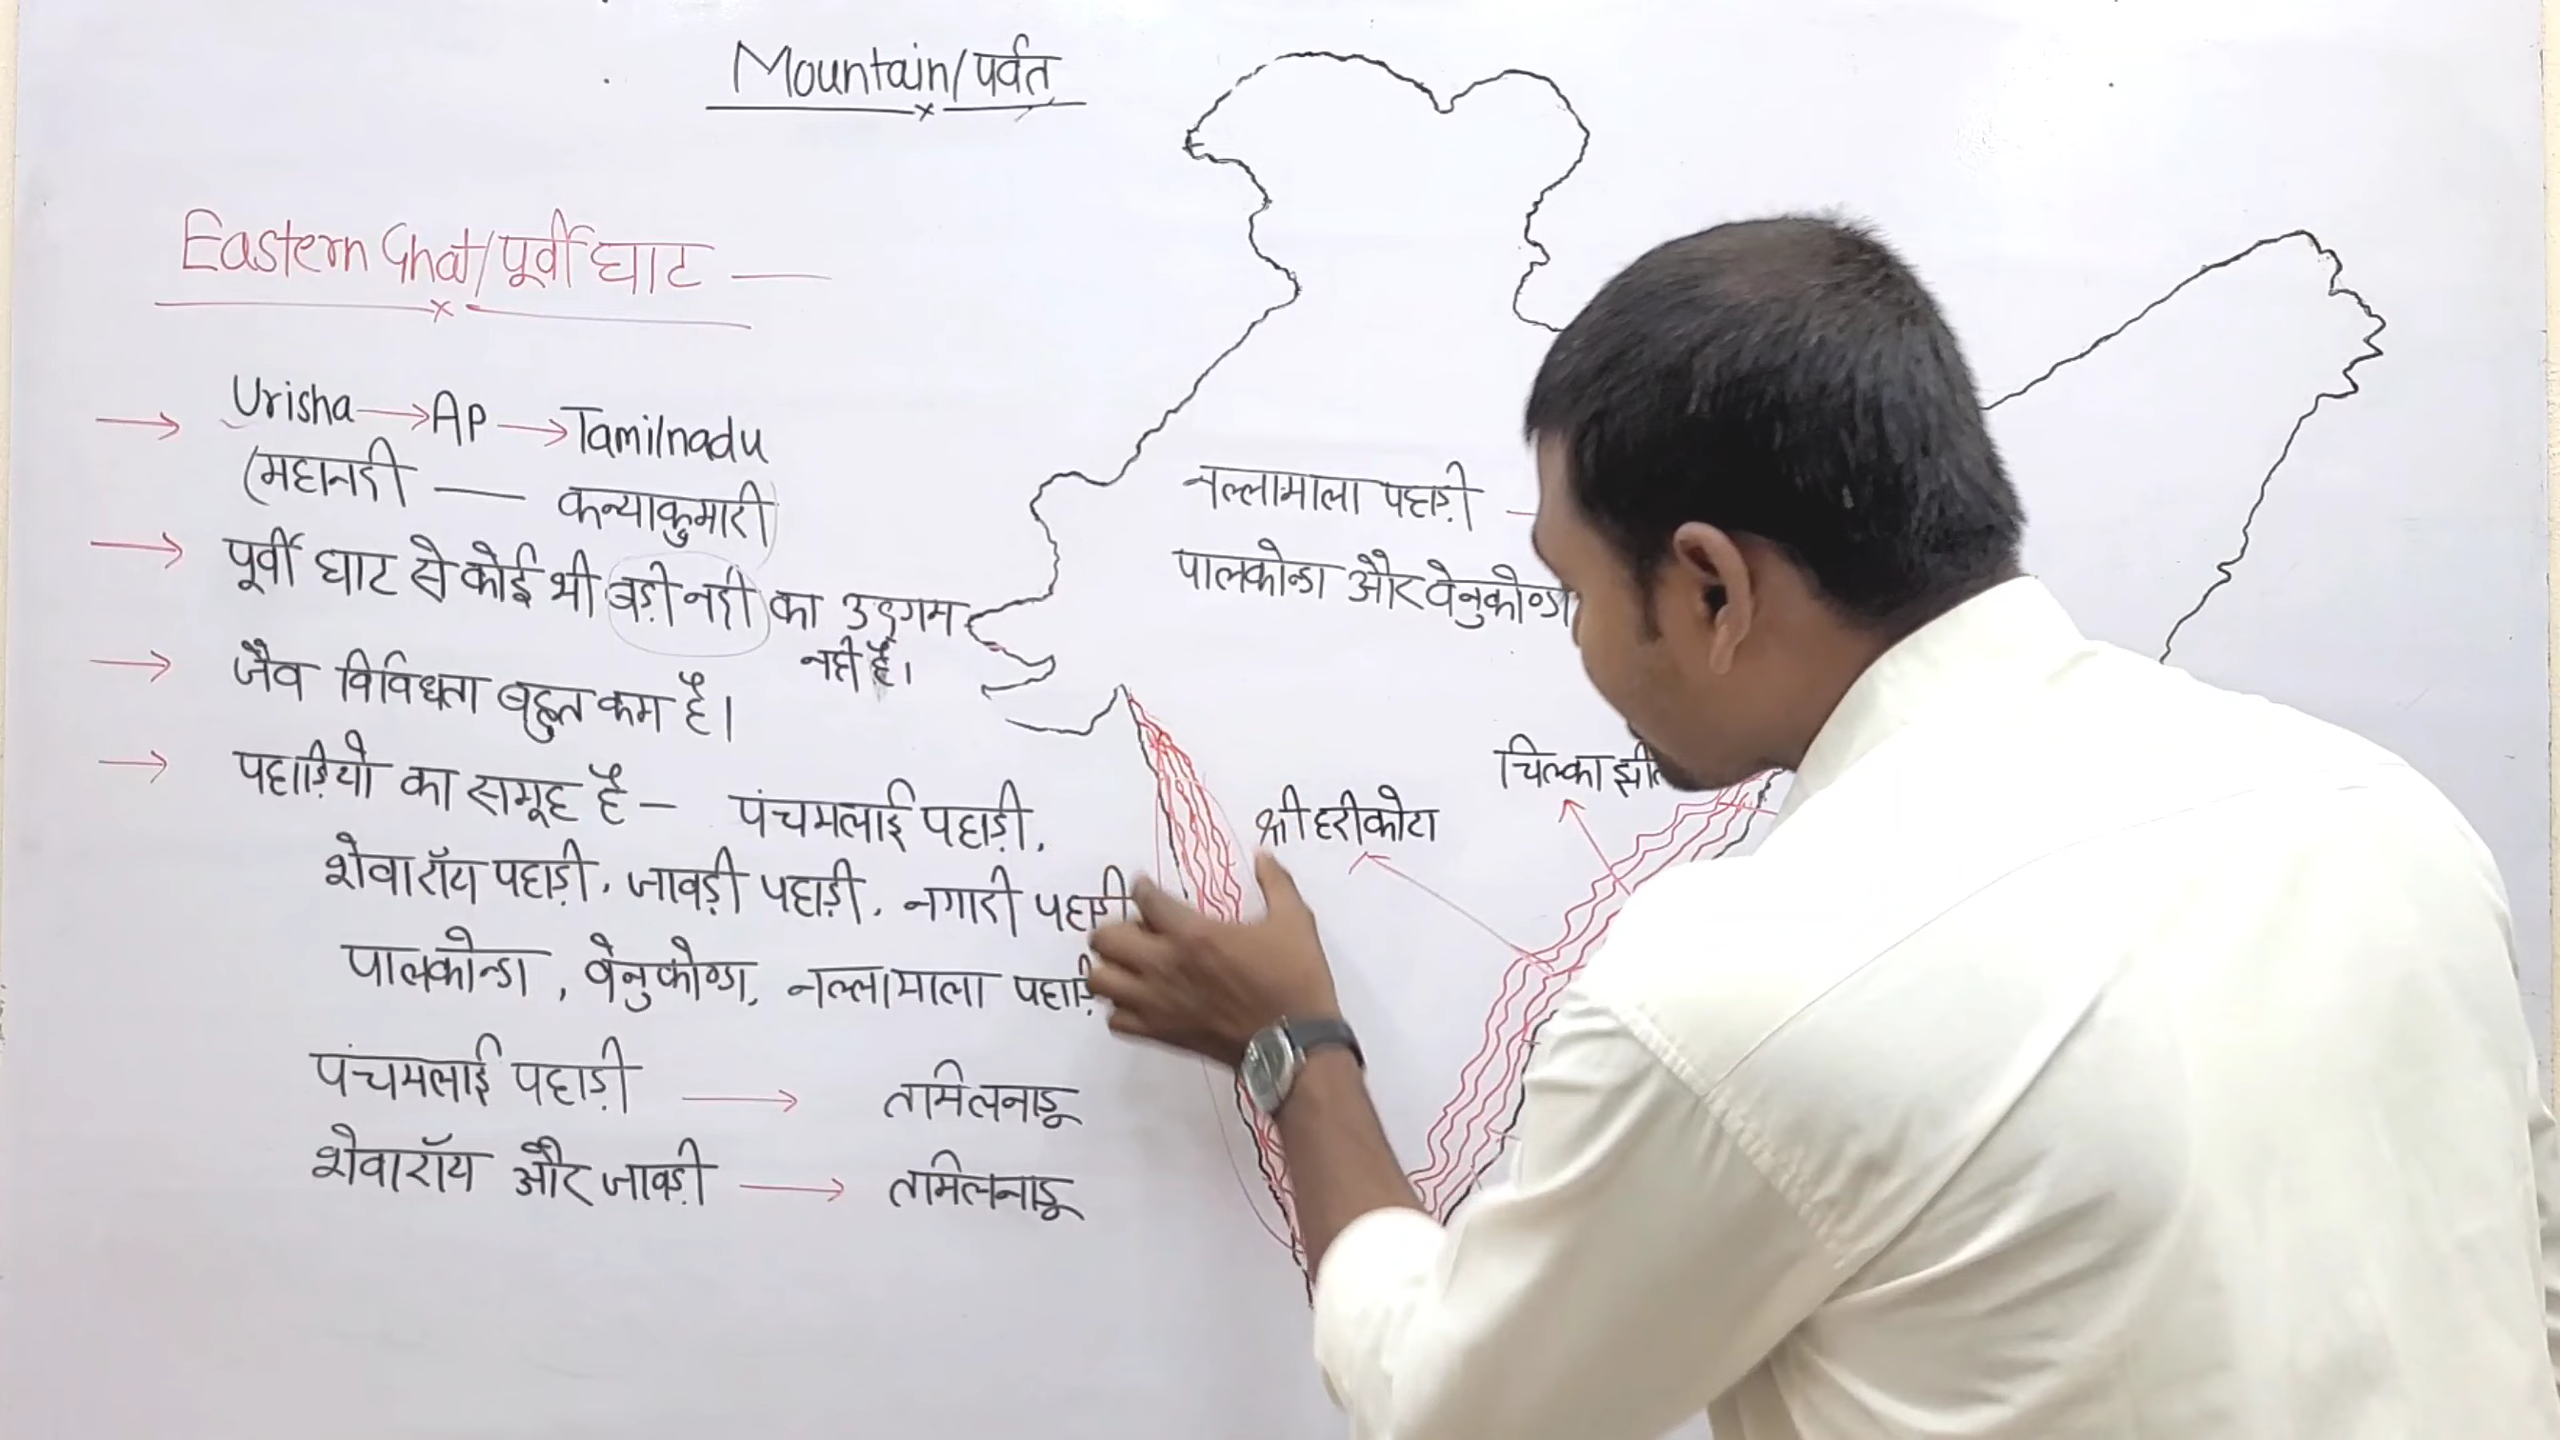 Mountain/पर्वत
Eastern Ghat/पूर्वी घाट —
→ Urisha → AP → Tamilnadu
(महानदी — कन्याकुमारी
→ पूर्वी घाट से कोई भी बड़ी नदी का उद्गम
नही है।
→ जैव विविधता बहुत कम है।
→ पहाड़ियो का समूह है – पंचमलाई पहाड़ी,
शेवारॉय पहाड़ी, जावड़ी पहाड़ी, नगारी पहाड़ी
पालकोन्डा, वेनुकोण्डा, नल्लामाला पहाड़ी
पंचमलाई पहाड़ी → तमिलनाडू
शेवारॉय और जावड़ी → तमिलनाडू
नल्लामाला पहाड़ी –
पालकोन्डा और वेनुकोण्डा
चिल्का झील
श्रीहरीकोटा